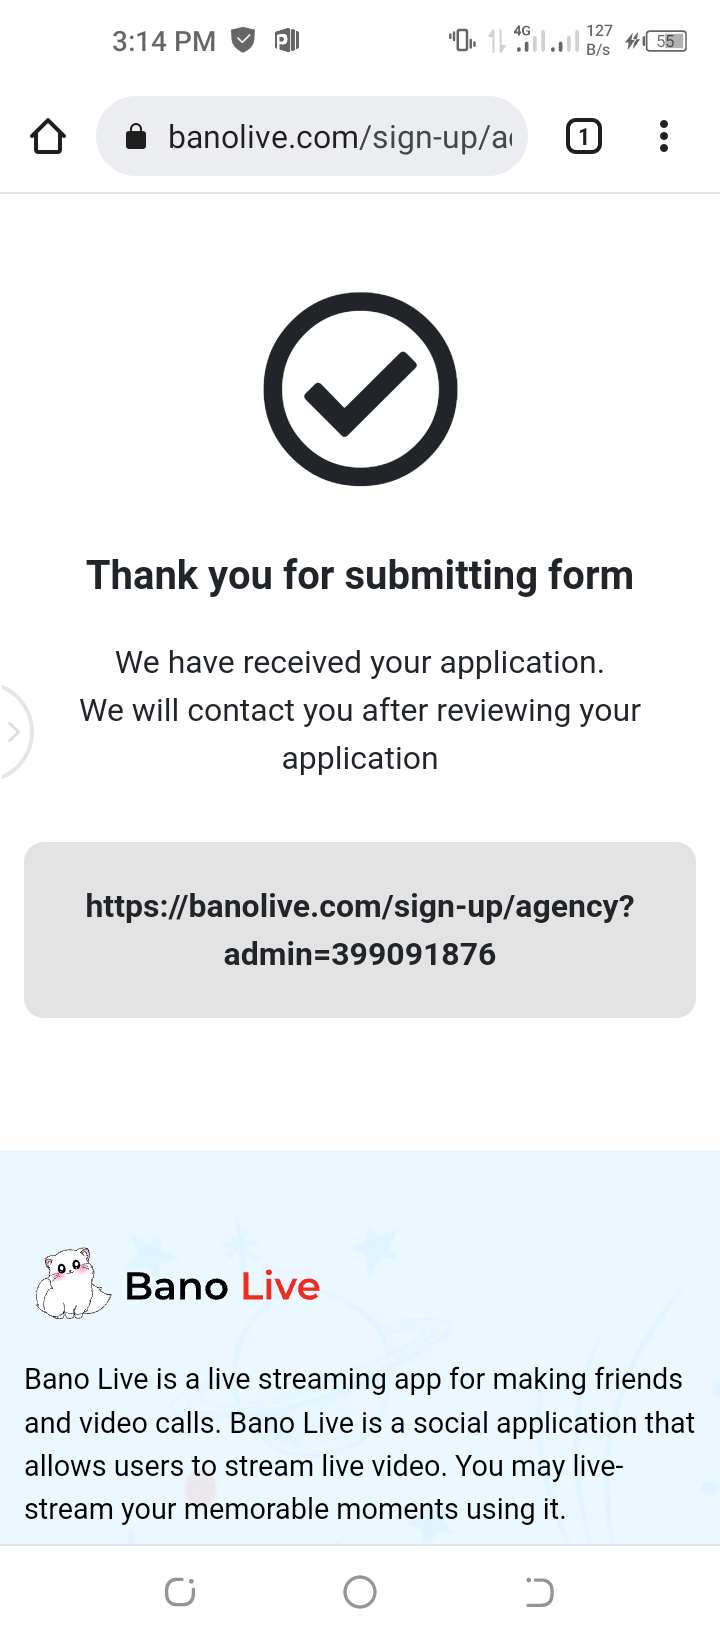 3:14 PM
4G
127
B/s
55
banolive.com/sign-up/a
1
Thank you for submitting form
We have received your application.
We will contact you after reviewing your
application
https://banolive.com/sign-up/agency?
admin=399091876
Bano Live
Bano Live is a live streaming app for making friends
and video calls. Bano Live is a social application that
allows users to stream live video. You may live-
stream your memorable moments using it.